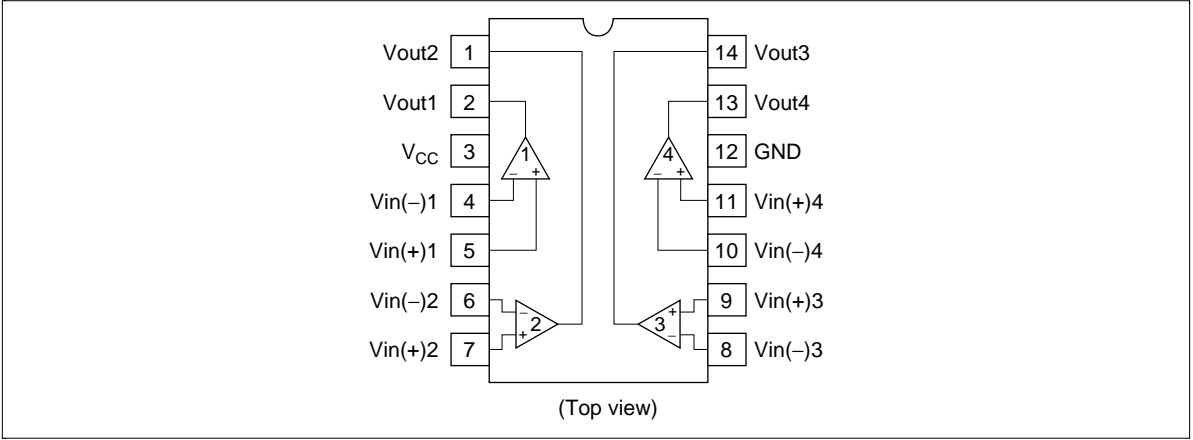 Vout2 1
Vout1 2
VCC 3
Vin(−)1 4
Vin(+)1 5
Vin(−)2 6
Vin(+)2 7
14 Vout3
13 Vout4
12 GND
11 Vin(+)4
10 Vin(−)4
9 Vin(+)3
8 Vin(−)3
1
− +
4
− +
−
2
+
+
3
−
(Top view)